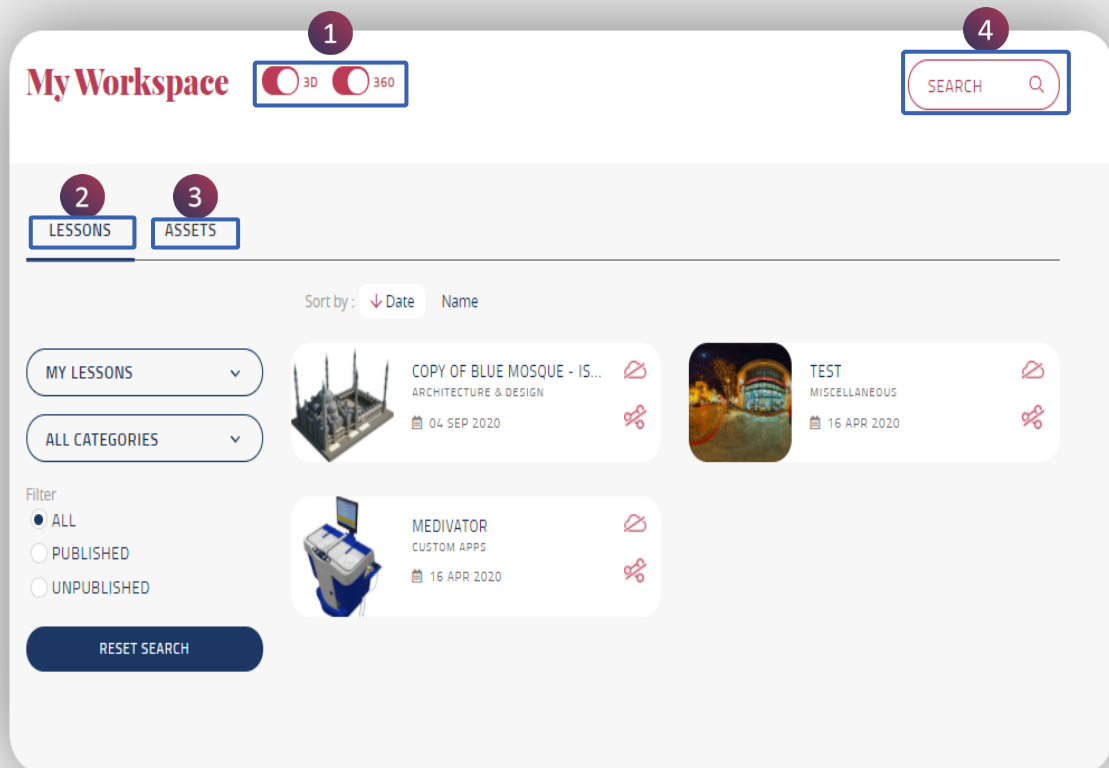 1
4
My Workspace
3D
360
SEARCH
2
3
LESSONS
ASSETS
Sort by :
Date
Name
MY LESSONS
ALL CATEGORIES
Filter
ALL
PUBLISHED
UNPUBLISHED
RESET SEARCH
COPY OF BLUE MOSQUE - IS...
ARCHITECTURE & DESIGN
04 SEP 2020
TEST
MISCELLANEOUS
16 APR 2020
MEDIVATOR
CUSTOM APPS
16 APR 2020